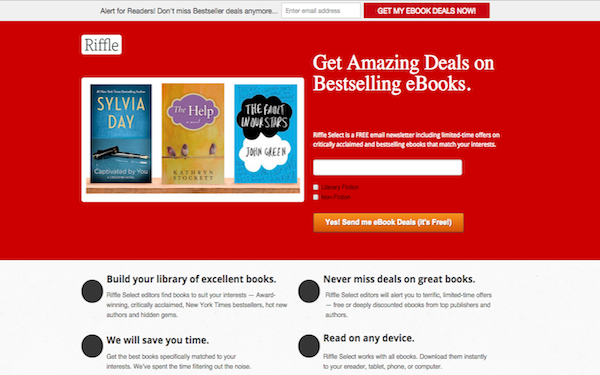 Alert for Readers! Don't miss Bestseller deals anymore...
Enter email address
GET MY EBOOK DEALS NOW!
Riffle
Get Amazing Deals on
Bestselling eBooks.
SYLVIA
DAY
Captivated by You
The Help
a novel
KATHRYN
STOCKETT
THE FAULT
IN OUR STARS
JOHN GREEN
Riffle Select is a FREE email newsletter including limited-time offers on
critically acclaimed and bestselling ebooks that match your interests.
Literary Fiction
Non-Fiction
Yes! Send me eBook Deals (It's Free!)
Build your library of excellent books.
Riffle Select editors find books to suit your interests — Award-
winning, critically acclaimed, New York Times bestsellers, hot new
authors and hidden gems.
Never miss deals on great books.
Riffle Select editors will alert you to terrific, limited-time offers
— free or deeply discounted ebooks from top publishers and
authors.
We will save you time.
Get the best books specifically matched to your
interests. We've spent the time filtering out the noise.
Read on any device.
Riffle Select works with all ebooks. Download them instantly
to your ereader, tablet, phone, or computer.